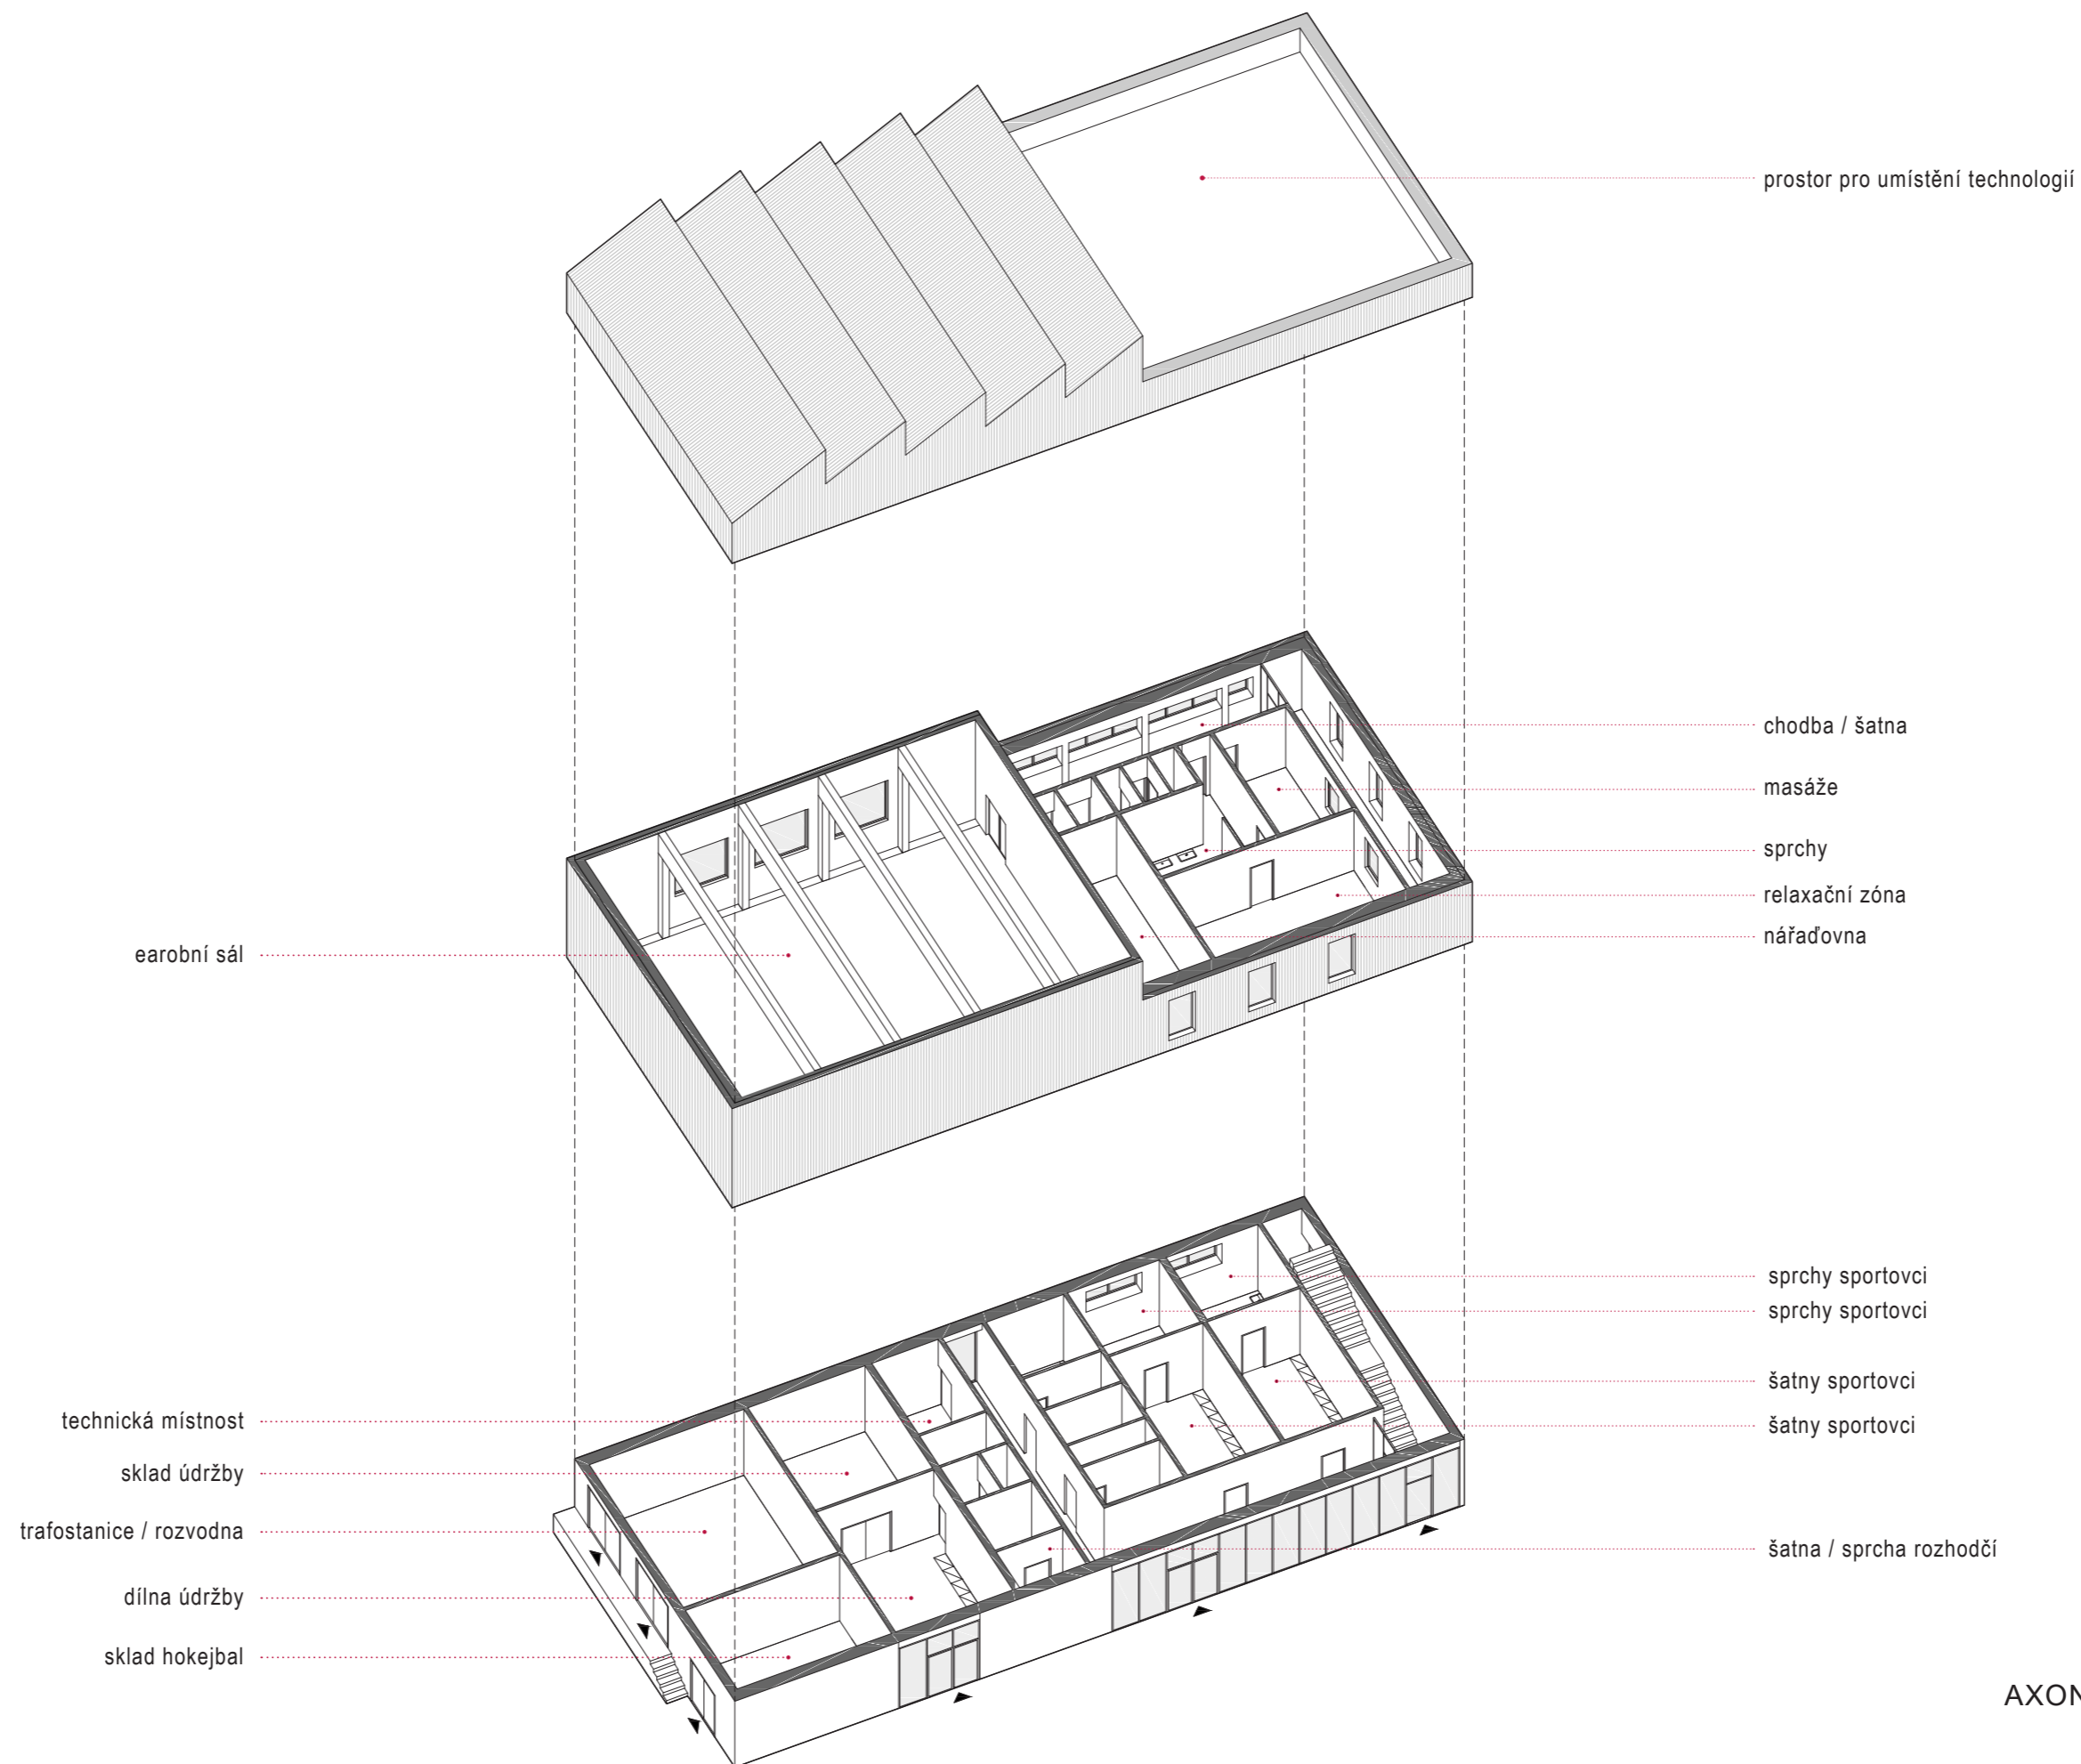 prostor pro umístění technologií
chodba / šatna
masáže
sprchy
relaxační zóna
nářaďovna
earobní sál
sprchy sportovci
sprchy sportovci
šatny sportovci
šatny sportovci
šatna / sprcha rozhodčí
technická místnost
sklad údržby
trafostanice / rozvodna
dílna údržby
sklad hokejbal
AXON